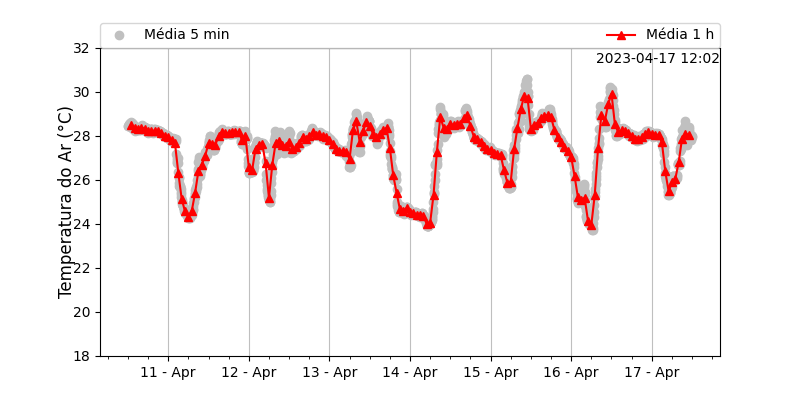 Média 5 min
Média 1 h
2023-04-17 12:02
Temperatura do Ar (°C)
32
30
28
26
24
22
20
18
11 - Apr
12 - Apr
13 - Apr
14 - Apr
15 - Apr
16 - Apr
17 - Apr